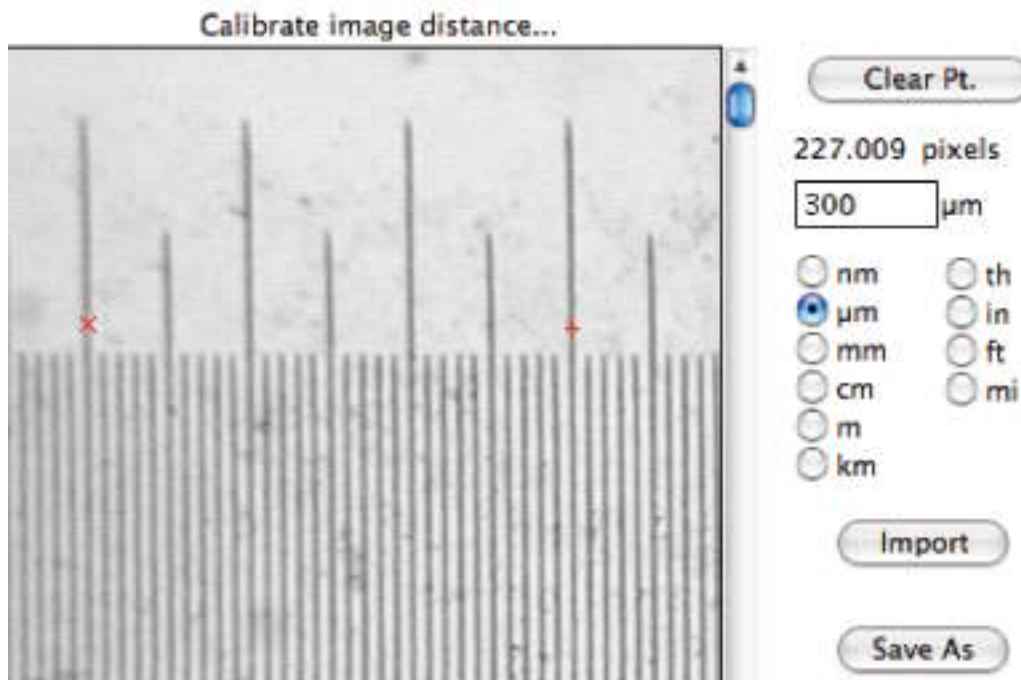 Calibrate image distance...
Clear Pt.
227.009 pixels
300 µm
nm th
µm in
mm ft
cm mi
m
km
Import
Save As